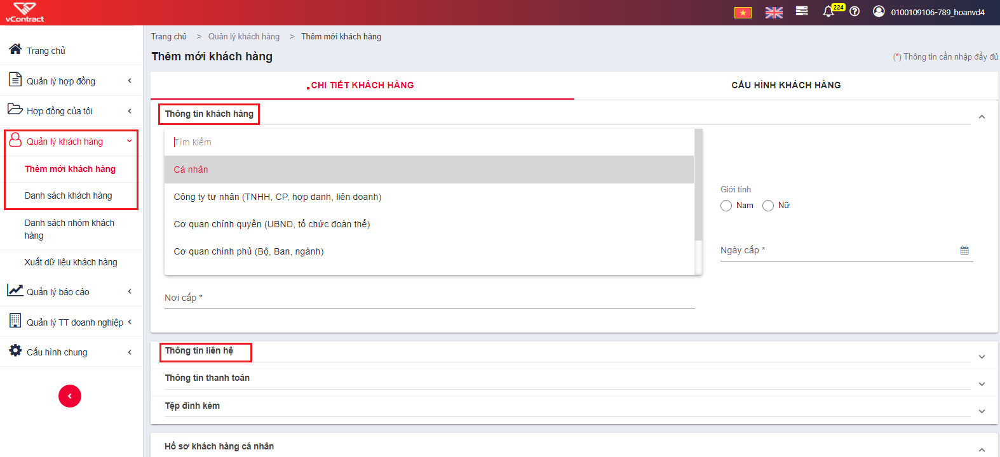 vContract
224
0100109106-789_hoanvd4
Trang chủ
Quản lý hợp đồng
Hợp đồng của tôi
Quản lý khách hàng
Thêm mới khách hàng
Danh sách khách hàng
Danh sách nhóm khách
hàng
Xuất dữ liệu khách hàng
Quản lý báo cáo
Quản lý TT doanh nghiệp
Cấu hình chung
Trang chủ > Quản lý khách hàng > Thêm mới khách hàng
Thêm mới khách hàng
(*) Thông tin cần nhập đầy đủ
CHI TIẾT KHÁCH HÀNG
CẤU HÌNH KHÁCH HÀNG
Thông tin khách hàng
Tìm kiếm
Cá nhân
Công ty tư nhân (TNHH, CP, hợp danh, liên doanh)
Cơ quan chính quyền (UBND, tổ chức đoàn thể)
Cơ quan chính phủ (Bộ, Ban, ngành)
Giới tính
Nam Nữ
Ngày cấp *
Nơi cấp *
Thông tin liên hệ
Thông tin thanh toán
Tệp đính kèm
Hồ sơ khách hàng cá nhân